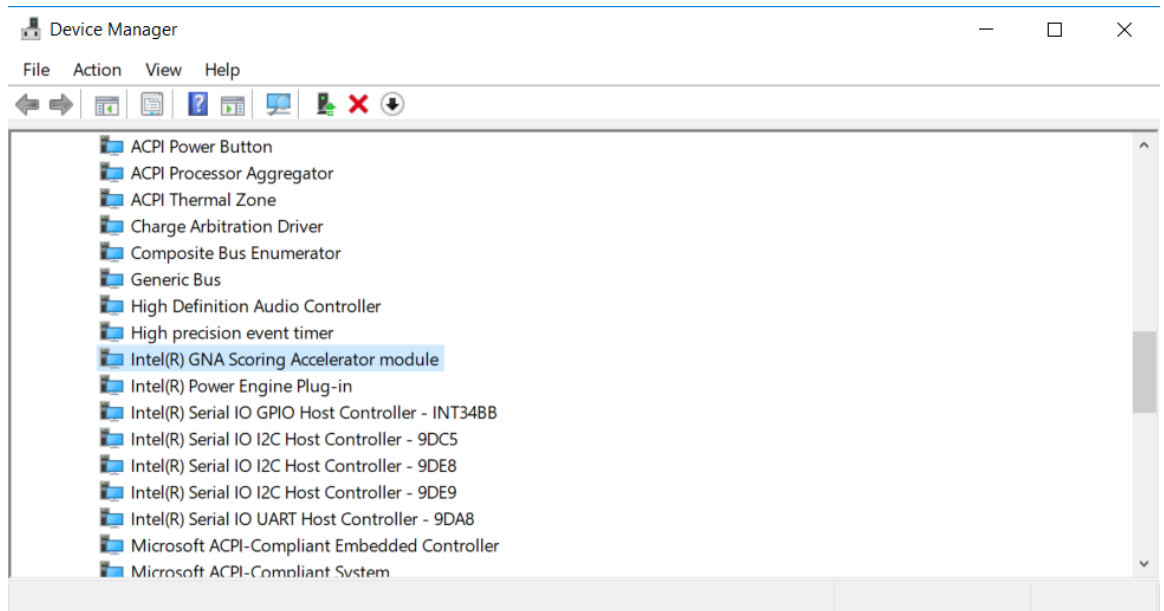 Device Manager
File Action View Help
ACPI Power Button
ACPI Processor Aggregator
ACPI Thermal Zone
Charge Arbitration Driver
Composite Bus Enumerator
Generic Bus
High Definition Audio Controller
High precision event timer
Intel(R) GNA Scoring Accelerator module
Intel(R) Power Engine Plug-in
Intel(R) Serial IO GPIO Host Controller - INT34BB
Intel(R) Serial IO I2C Host Controller - 9DC5
Intel(R) Serial IO I2C Host Controller - 9DE8
Intel(R) Serial IO I2C Host Controller - 9DE9
Intel(R) Serial IO UART Host Controller - 9DA8
Microsoft ACPI-Compliant Embedded Controller
Microsoft ACPI-Compliant System